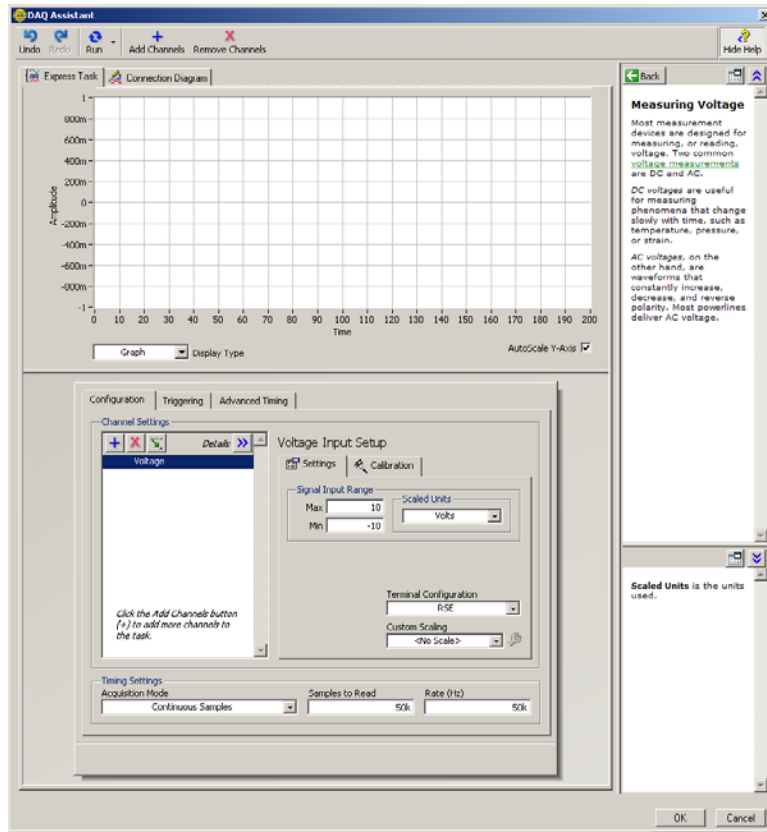 DAQ Assistant
Undo Redo Run Add Channels Remove Channels Hide Help
Express Task Connection Diagram
1
800m
600m
400m
200m
0
-200m
-400m
-600m
-800m
-1
Amplitude
0 10 20 30 40 50 60 70 80 90 100 110 120 130 140 150 160 170 180 190 200
Time
Graph Display Type AutoScale Y-Axis
Configuration Triggering Advanced Timing
Channel Settings
Details
Voltage
Click the Add Channels button
(+) to add more channels to
the task.
Voltage Input Setup
Settings Calibration
Signal Input Range
Max 10
Min -10
Scaled Units
Volts
Terminal Configuration
RSE
Custom Scaling
<No Scale>
Timing Settings
Acquisition Mode Samples to Read Rate (Hz)
Continuous Samples 50k 50k
Back
Measuring Voltage
Most measurement
devices are designed for
measuring, or reading,
voltage. Two common
voltage measurements
are DC and AC.
DC voltages are useful
for measuring
phenomena that change
slowly with time, such as
temperature, pressure,
or strain.
AC voltages, on the
other hand, are
waveforms that
constantly increase,
decrease, and reverse
polarity. Most powerlines
deliver AC voltage.
Scaled Units is the units
used.
OK Cancel